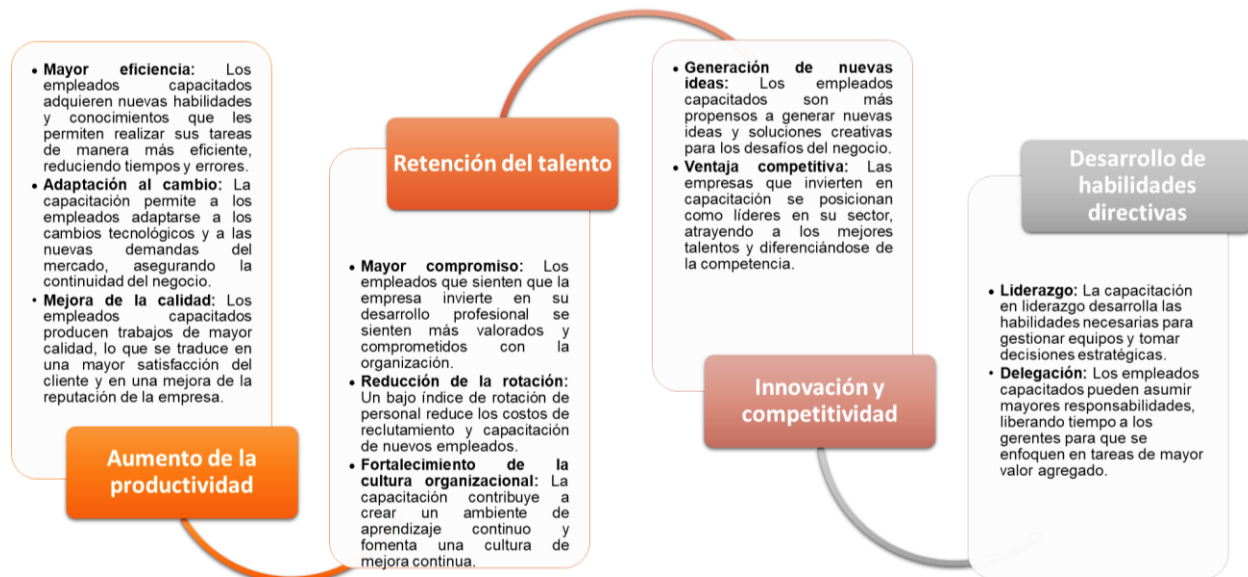 • Mayor eficiencia: Los
empleados capacitados
adquieren nuevas habilidades
y conocimientos que les
permiten realizar sus tareas
de manera más eficiente,
reduciendo tiempos y errores.
• Adaptación al cambio: La
capacitación permite a los
empleados adaptarse a los
cambios tecnológicos y a las
nuevas demandas del
mercado, asegurando la
continuidad del negocio.
• Mejora de la calidad: Los
empleados capacitados
producen trabajos de mayor
calidad, lo que se traduce en
una mayor satisfacción del
cliente y en una mejora de la
reputación de la empresa.
Aumento de la
productividad
Retención del talento
• Mayor compromiso: Los
empleados que sienten que la
empresa invierte en su
desarrollo profesional se
sienten más valorados y
comprometidos con la
organización.
• Reducción de la rotación:
Un bajo índice de rotación de
personal reduce los costos de
reclutamiento y capacitación
de nuevos empleados.
• Fortalecimiento de la
cultura organizacional: La
capacitación contribuye a
crear un ambiente de
aprendizaje continuo y
fomenta una cultura de
mejora continua.
• Generación de nuevas
ideas: Los empleados
capacitados son más
propensos a generar nuevas
ideas y soluciones creativas
para los desafíos del negocio.
• Ventaja competitiva: Las
empresas que invierten en
capacitación se posicionan
como líderes en su sector,
atrayendo a los mejores
talentos y diferenciándose de
la competencia.
Innovación y
competitividad
Desarrollo de
habilidades
directivas
• Liderazgo: La capacitación
en liderazgo desarrolla las
habilidades necesarias para
gestionar equipos y tomar
decisiones estratégicas.
• Delegación: Los empleados
capacitados pueden asumir
mayores responsabilidades,
liberando tiempo a los
gerentes para que se
enfoquen en tareas de mayor
valor agregado.